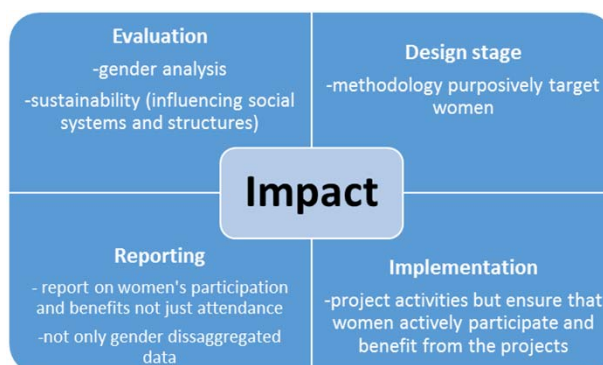 Evaluation
-gender analysis
-sustainability (influencing social
systems and structures)
Design stage
-methodology purposively target
women
Impact
Reporting
- report on women's participation
and benefits not just attendance
-not only gender dissaggregated
data
Implementation
-project activities but ensure that
women actively participate and
benefit from the projects